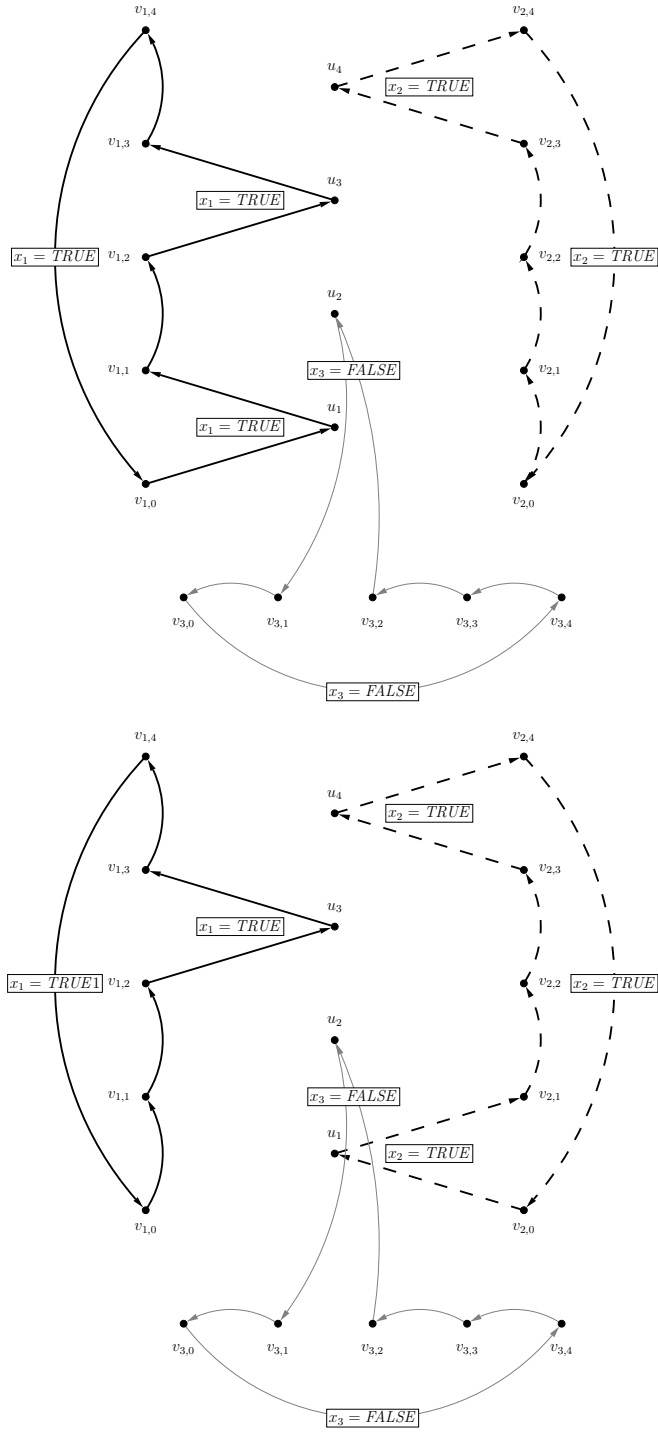 v1,4
v2,4
u4
x2 = TRUE
v1,3
v2,3
u3
x1 = TRUE
x1 = TRUE
v1,2
v2,2
x2 = TRUE
u2
v1,1
x3 = FALSE
v2,1
u1
x1 = TRUE
v1,0
v2,0
v3,0
v3,1
v3,2
v3,3
v3,4
x3 = FALSE
v1,4
v2,4
u4
x2 = TRUE
v1,3
v2,3
u3
x1 = TRUE
x1 = TRUE1
v1,2
v2,2
x2 = TRUE
u2
v1,1
x3 = FALSE
v2,1
u1
x2 = TRUE
v1,0
v2,0
v3,0
v3,1
v3,2
v3,3
v3,4
x3 = FALSE